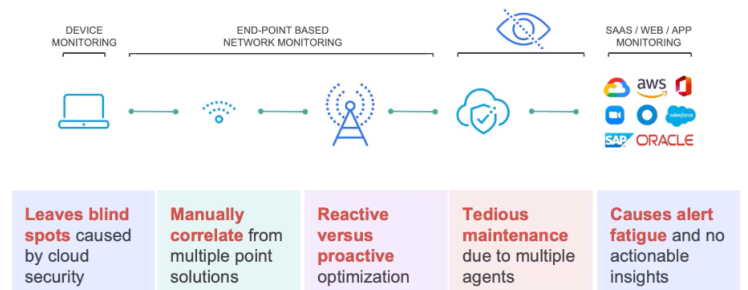 DEVICE
MONITORING
END-POINT BASED
NETWORK MONITORING
SAAS / WEB / APP
MONITORING
aws
salesforce
SAP
ORACLE
Leaves blind
spots caused
by cloud
security
Manually
correlate from
multiple point
solutions
Reactive
versus
proactive
optimization
Tedious
maintenance
due to multiple
agents
Causes alert
fatigue and no
actionable
insights